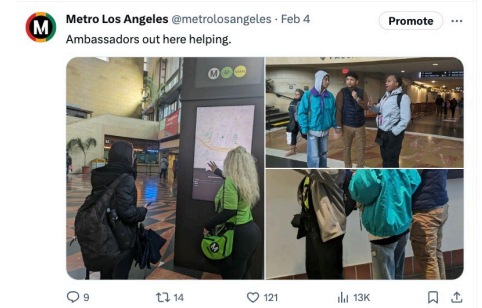 Metro Los Angeles @metrolosangeles · Feb 4
Promote
Ambassadors out here helping.
M
9
14
121
13K